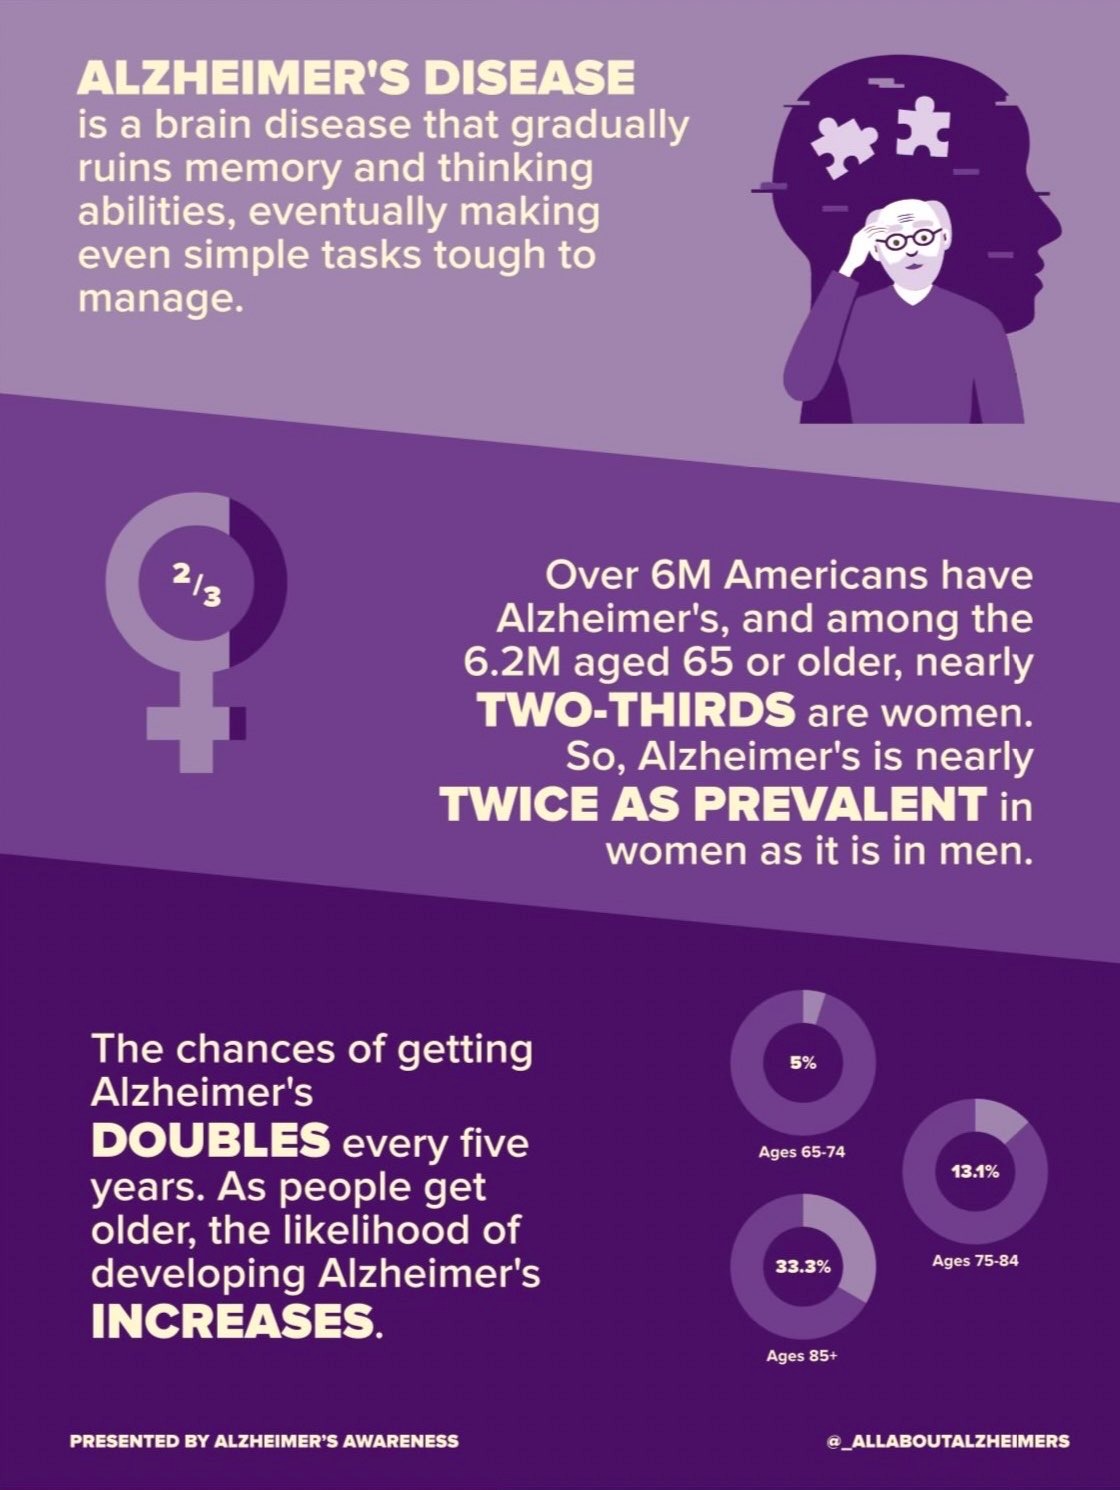 ALZHEIMER'S DISEASE
is a brain disease that gradually
ruins memory and thinking
abilities, eventually making
even simple tasks tough to
manage.
2/3
Over 6M Americans have
Alzheimer's, and among the
6.2M aged 65 or older, nearly
TWO-THIRDS are women.
So, Alzheimer's is nearly
TWICE AS PREVALENT in
women as it is in men.
The chances of getting
Alzheimer's
DOUBLES every five
years. As people get
older, the likelihood of
developing Alzheimer's
INCREASES.
5%
Ages 65-74
13.1%
Ages 75-84
33.3%
Ages 85+
PRESENTED BY ALZHEIMER’S AWARENESS
@_ALLABOUTALZHEIMERS